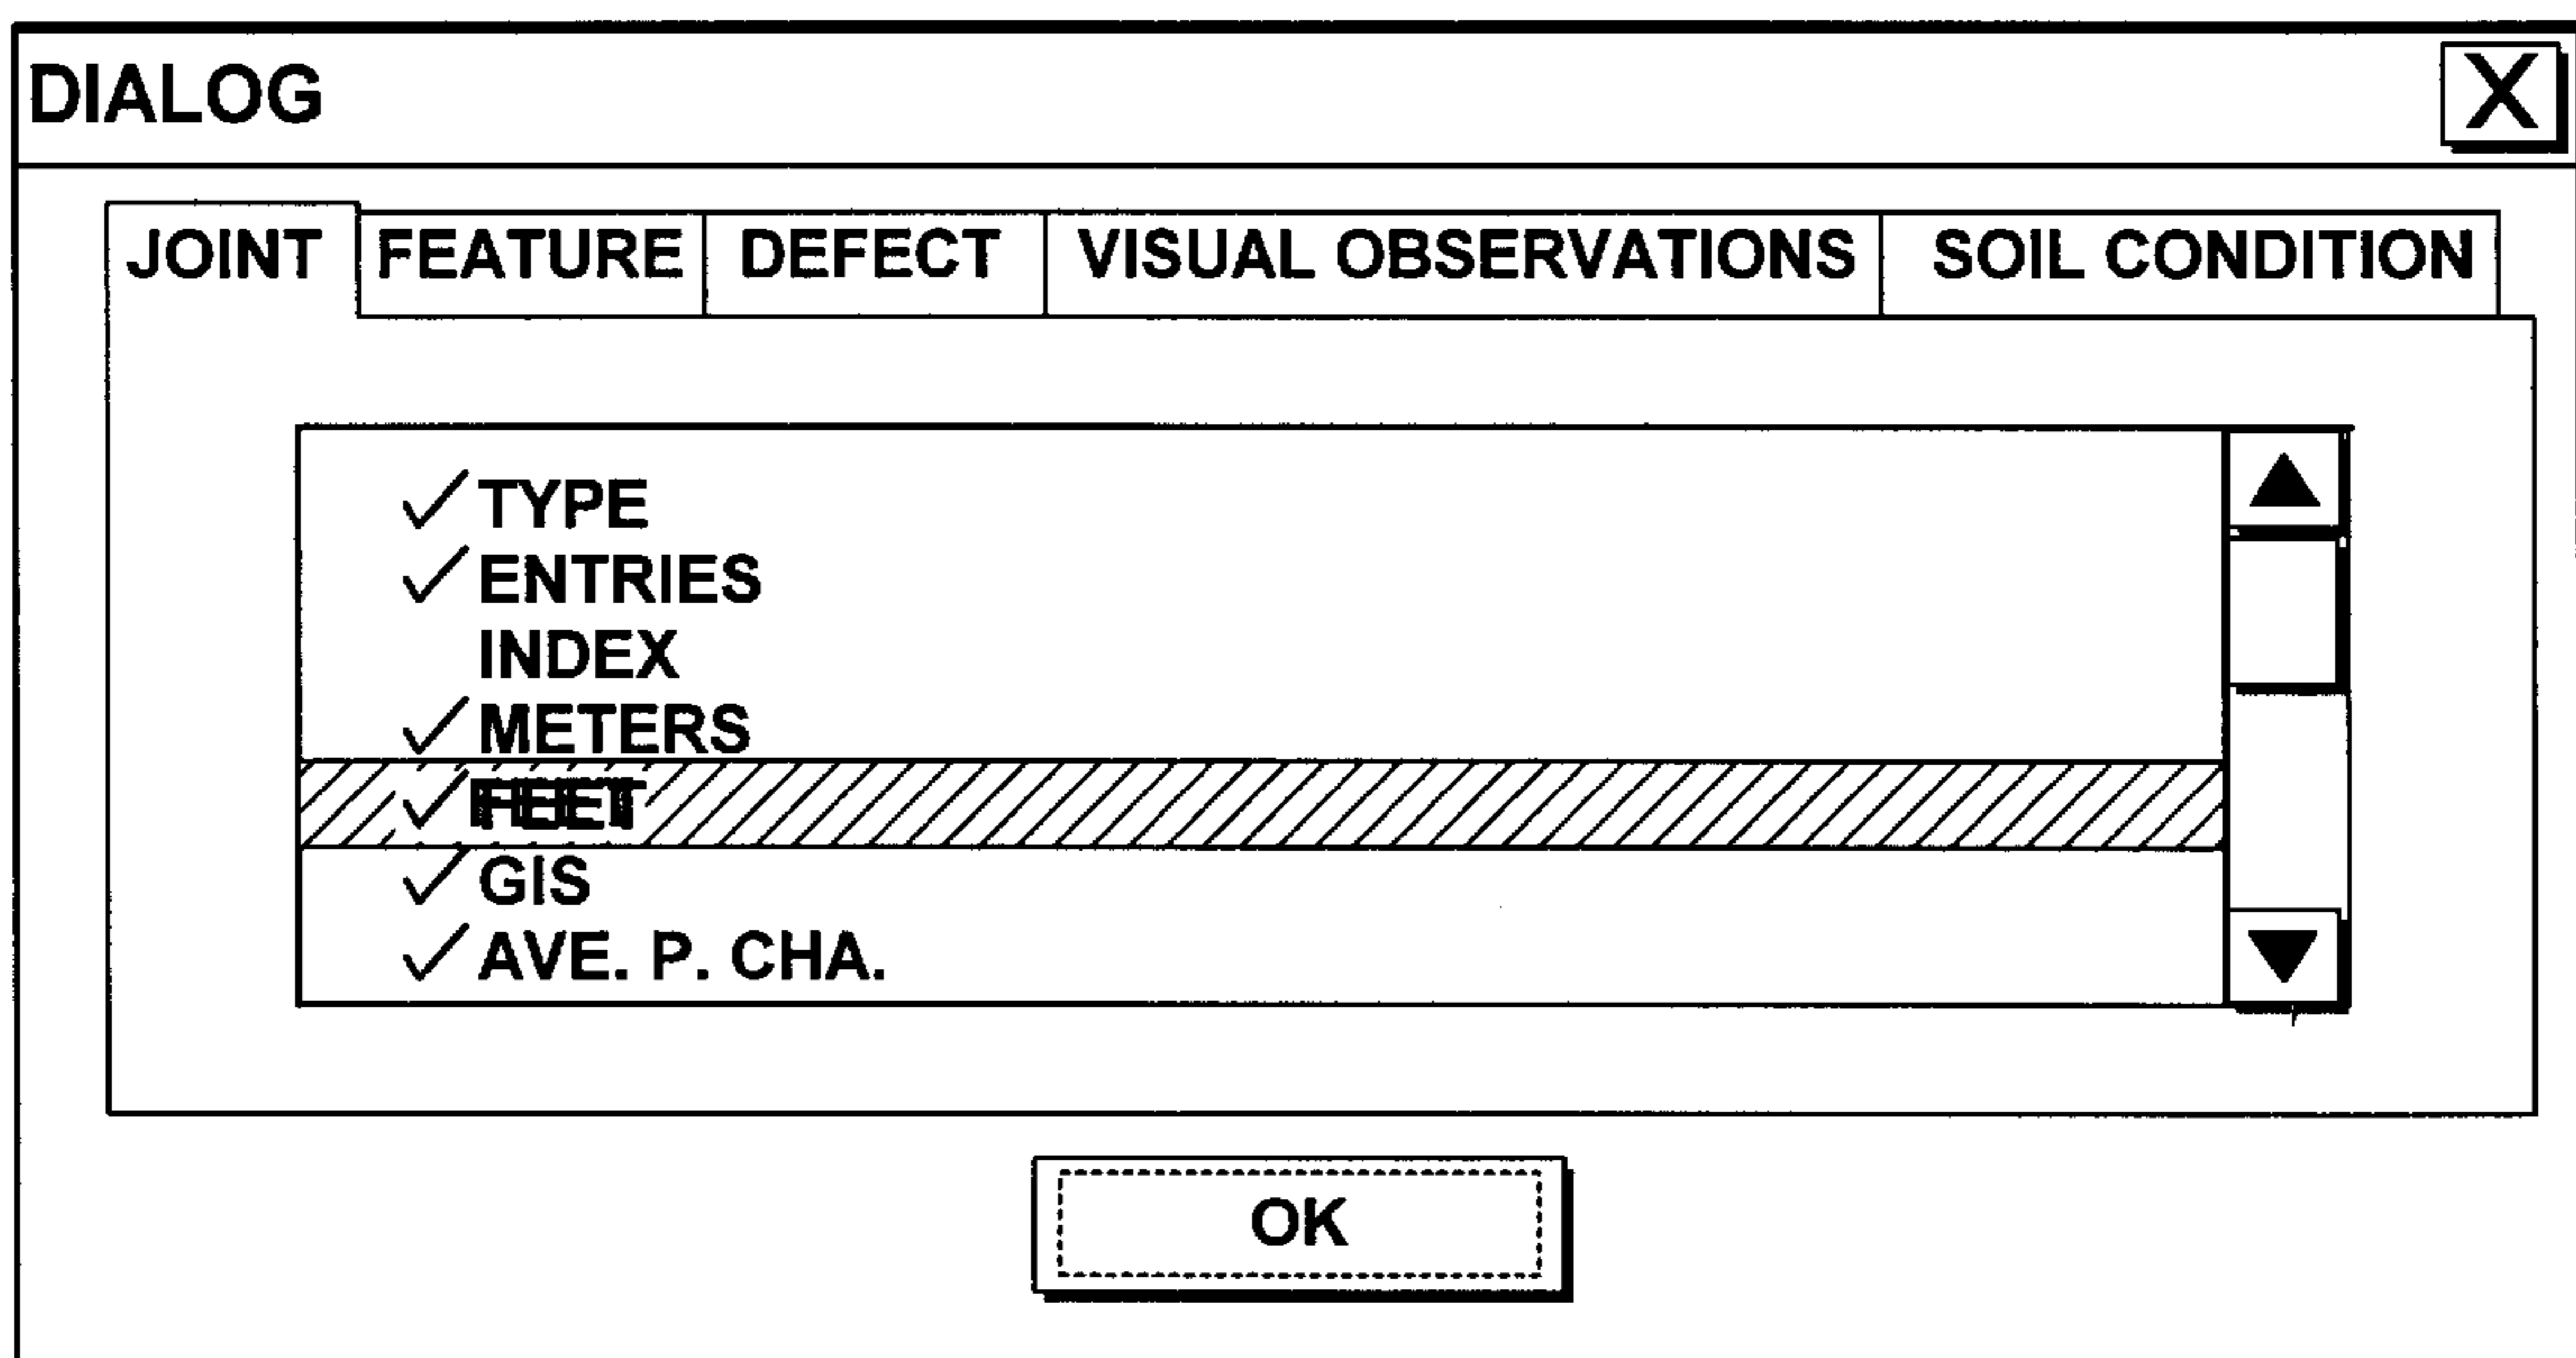 DIALOG X
JOINT FEATURE DEFECT VISUAL OBSERVATIONS SOIL CONDITION
✓ TYPE
✓ ENTRIES
INDEX
✓ METERS
✓ FEET
✓ GIS
✓ AVE. P. CHA.
OK